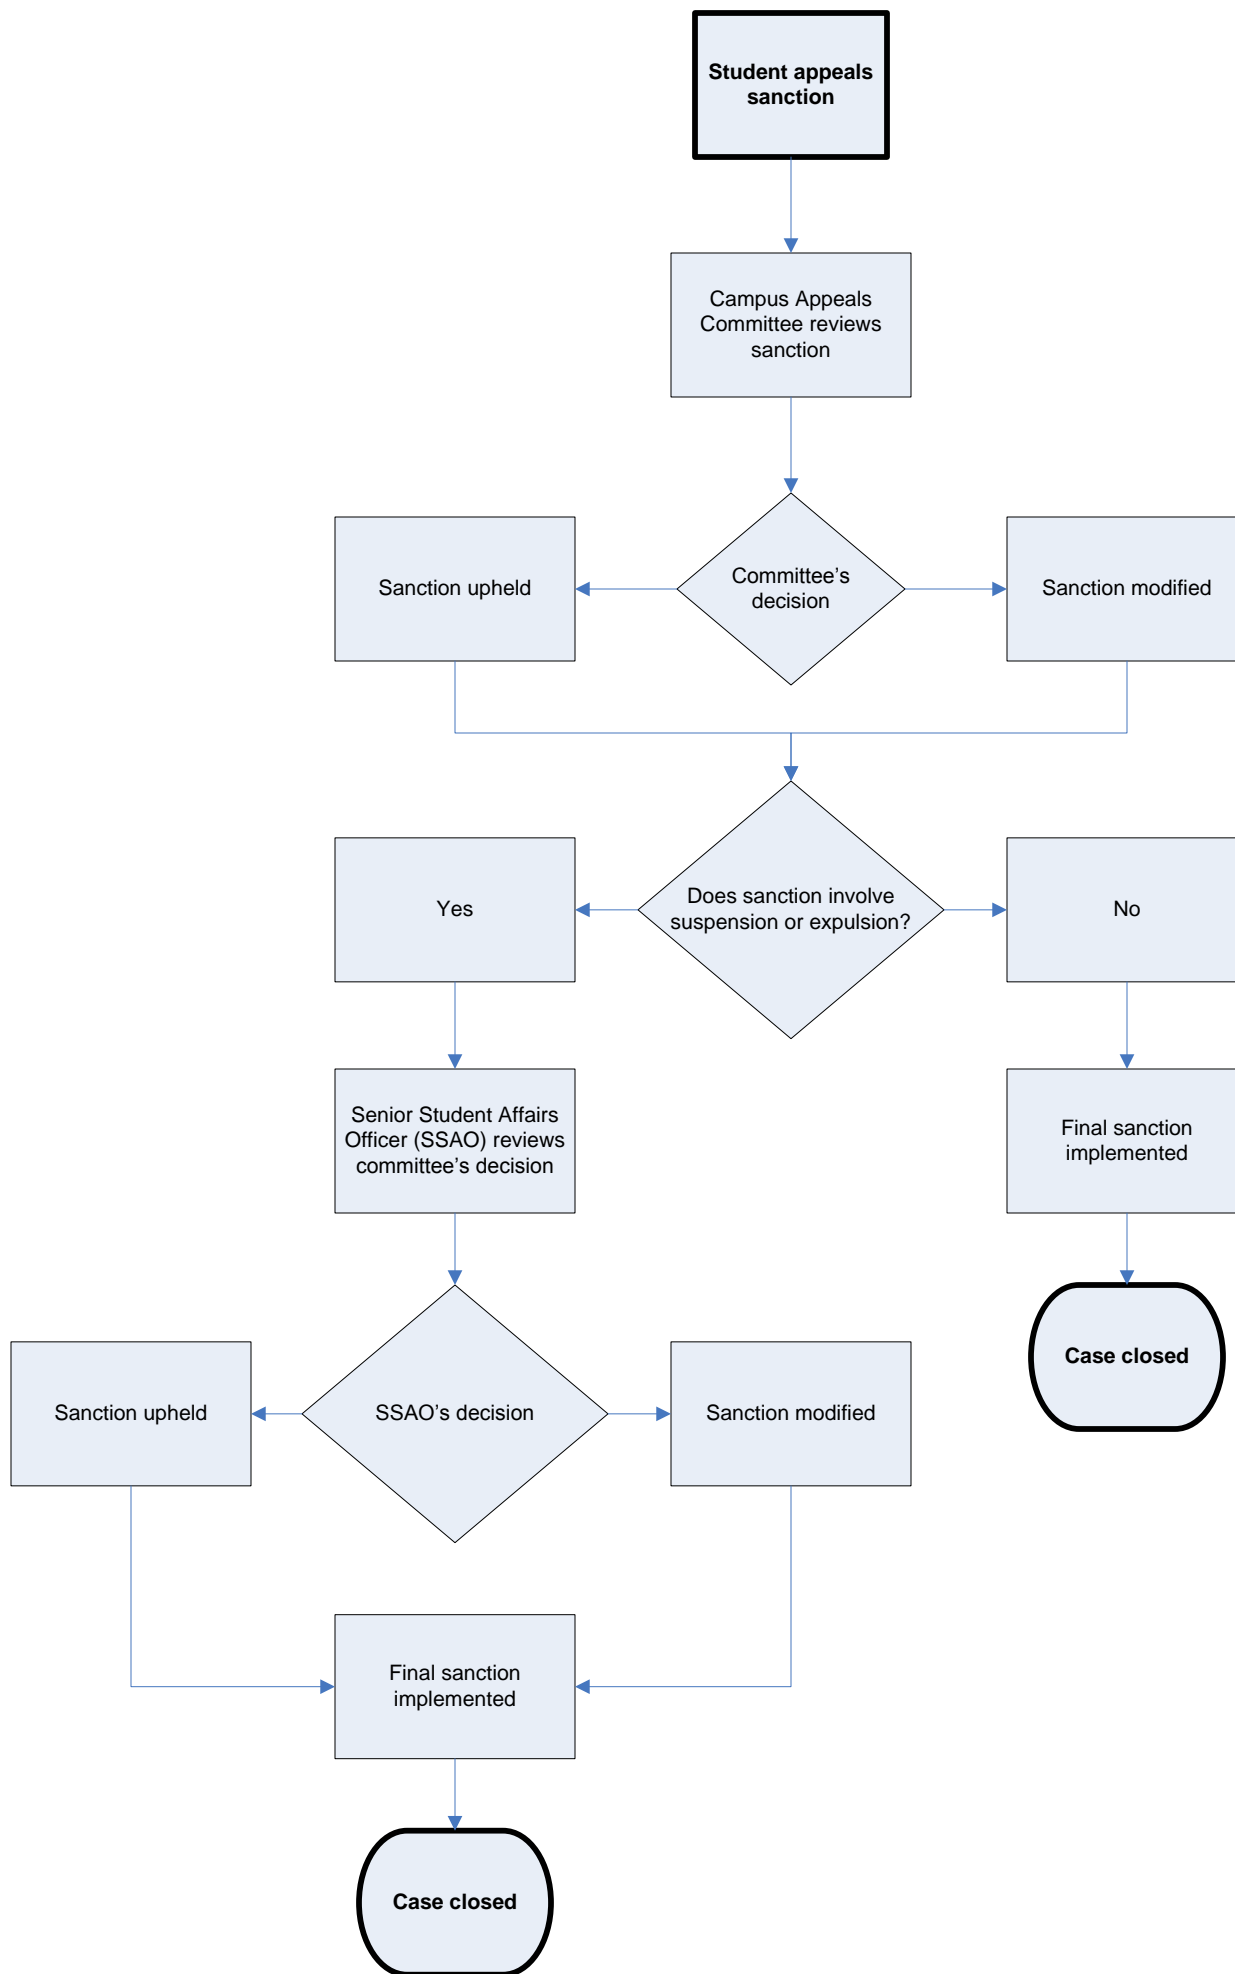 Student appeals
sanction
Campus Appeals
Committee reviews
sanction
Sanction upheld
Committee’s
decision
Sanction modified
Yes
Does sanction involve
suspension or expulsion?
No
Senior Student Affairs
Officer (SSAO) reviews
committee’s decision
Final sanction
implemented
Case closed
Sanction upheld
SSAO’s decision
Sanction modified
Final sanction
implemented
Case closed